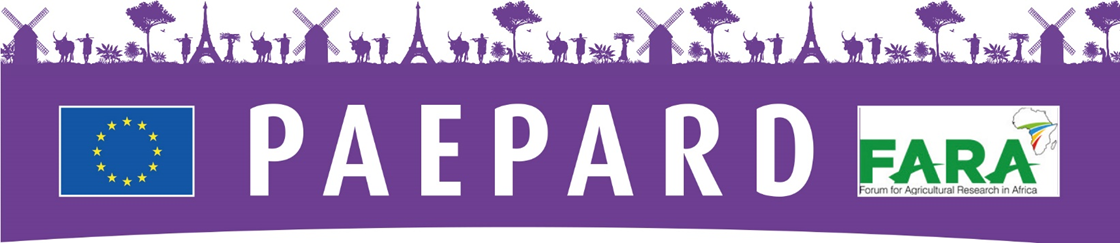 PAEPARD
FARA
Forum for Agricultural Research in Africa